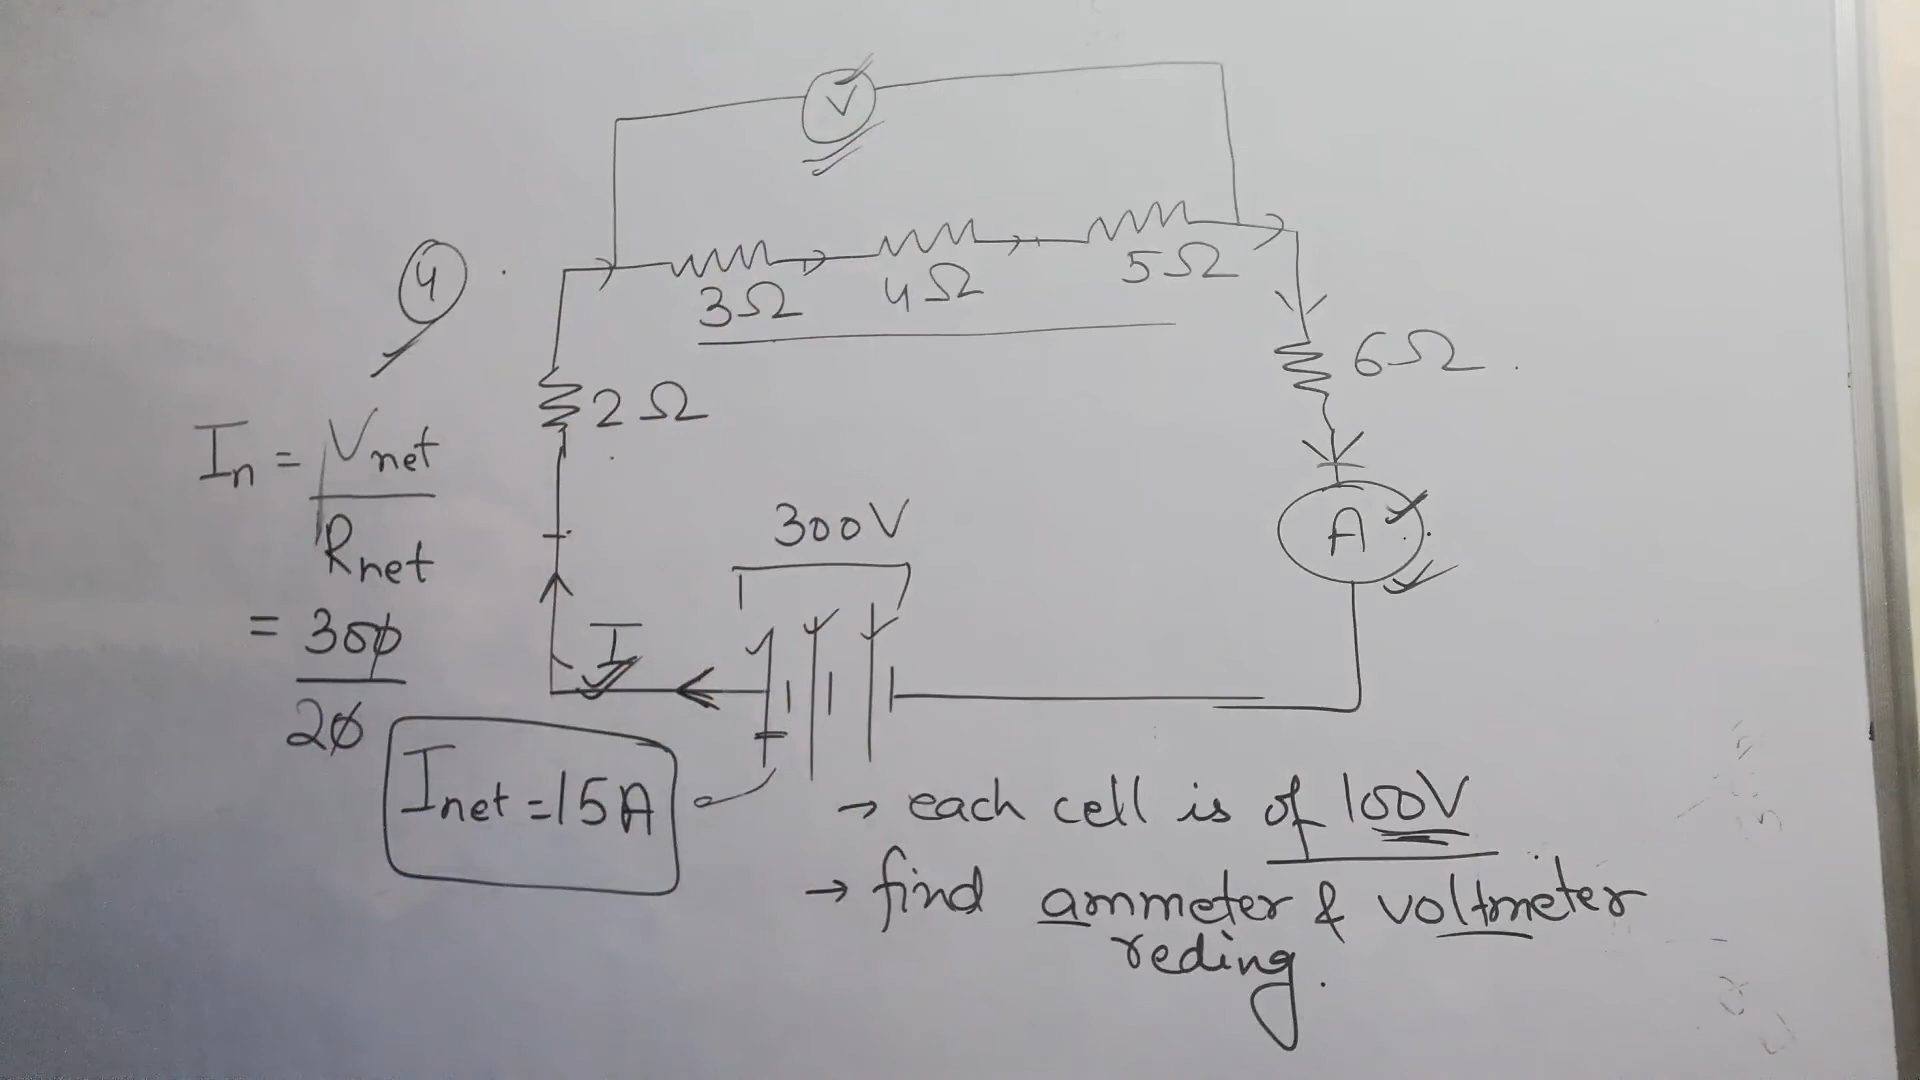 V
4
3Ω
4Ω
5Ω
6Ω
2Ω
In = Vnet
Rnet
= 300
20
Inet = 15A
300V
I
A
→ each cell is of 100V
→ find ammeter & voltmeter
reding.